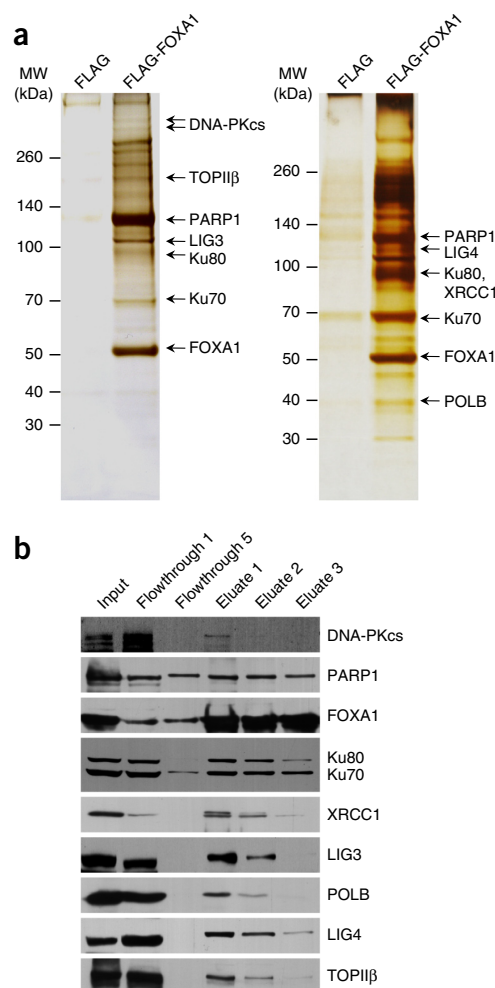 a
FLAG
FLAG-FOXA1
MW
(kDa)
260
140
100
70
50
40
30
DNA-PKcs
TOPIIβ
PARP1
LIG3
Ku80
Ku70
FOXA1
FLAG
FLAG-FOXA1
MW
(kDa)
260
140
100
70
50
40
30
PARP1
LIG4
Ku80,
XRCC1
Ku70
FOXA1
POLB
b
Input
Flowthrough 1
Flowthrough 5
Eluate 1
Eluate 2
Eluate 3
DNA-PKcs
PARP1
FOXA1
Ku80
Ku70
XRCC1
LIG3
POLB
LIG4
TOPIIβ